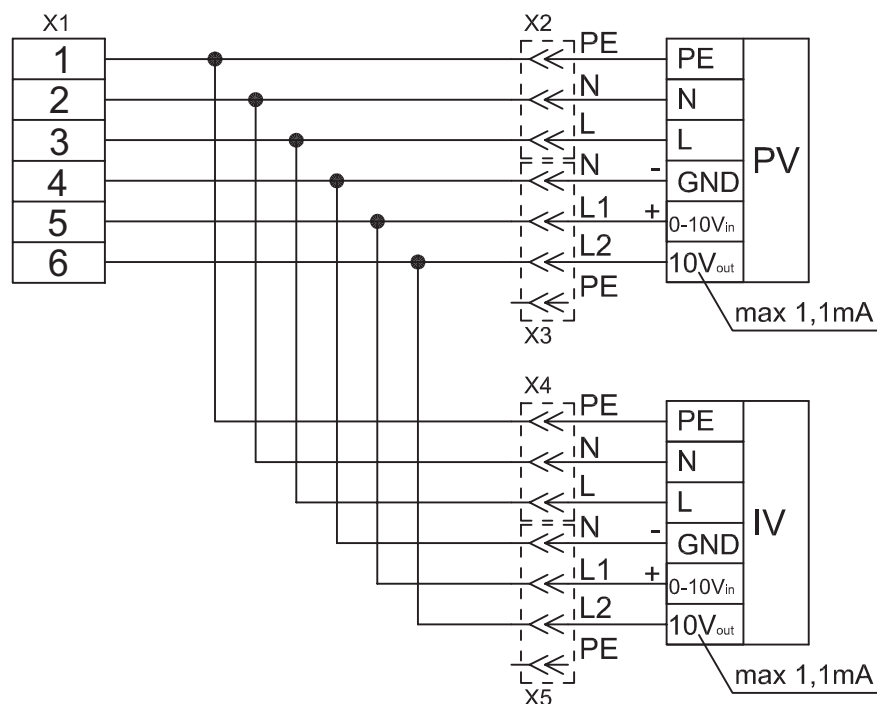 X1
1
2
3
4
5
6
X2
PE
N
L
N
L1
L2
PE
X3
-
+
PE
N
L
GND
0-10Vin
10Vout
PV
max 1,1mA
X4
PE
N
L
N
L1
L2
PE
X5
-
+
PE
N
L
GND
0-10Vin
10Vout
IV
max 1,1mA